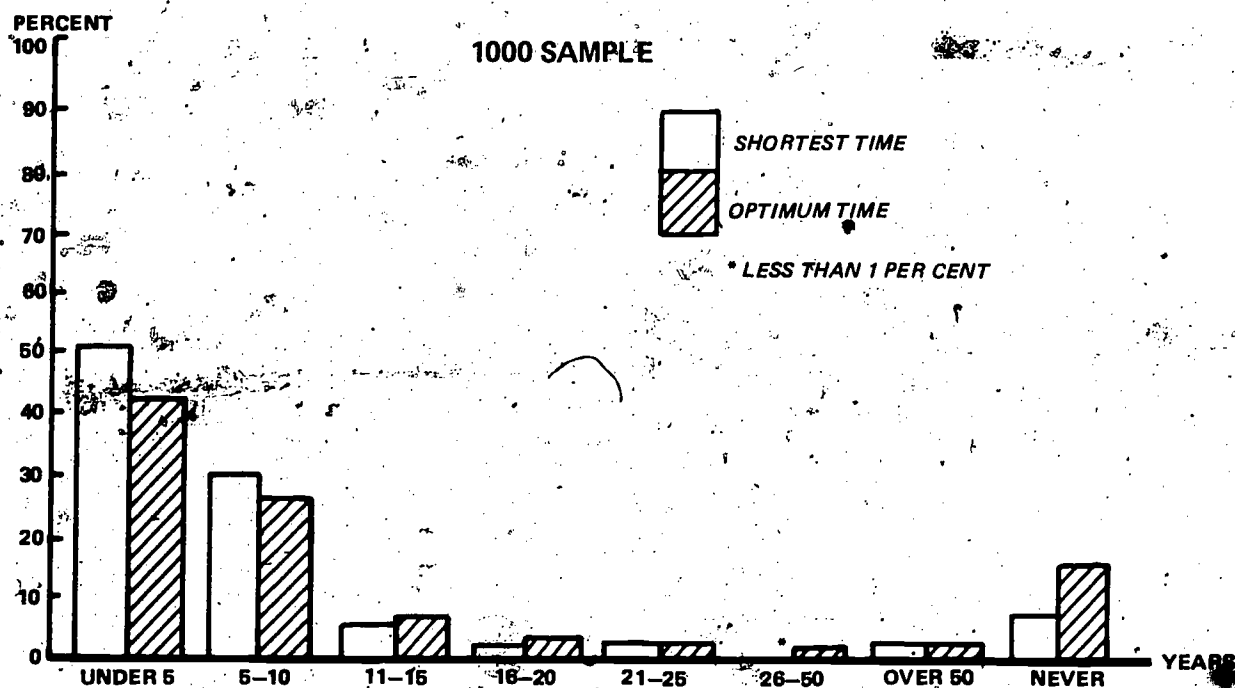 PERCENT
1000 SAMPLE
100
90
80
70
60
50
40
30
20
10
0
SHORTEST TIME
OPTIMUM TIME
* LESS THAN 1 PER CENT
*
UNDER 5
5–10
11–15
16–20
21–25
26–50
OVER 50
NEVER
YEARS